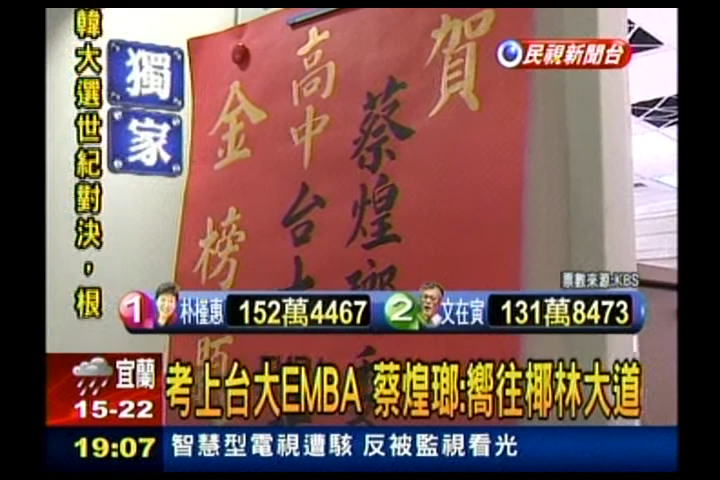 韓大選世紀對決，根
獨家
賀
蔡煌瑯
高中台大
金榜
民視新聞台
票數來源:KBS
1 朴槿惠 152萬4467 2 文在寅 131萬8473
宜蘭
15-22
考上台大EMBA 蔡煌瑯:嚮往椰林大道
19:07 智慧型電視遭駭 反被監視看光